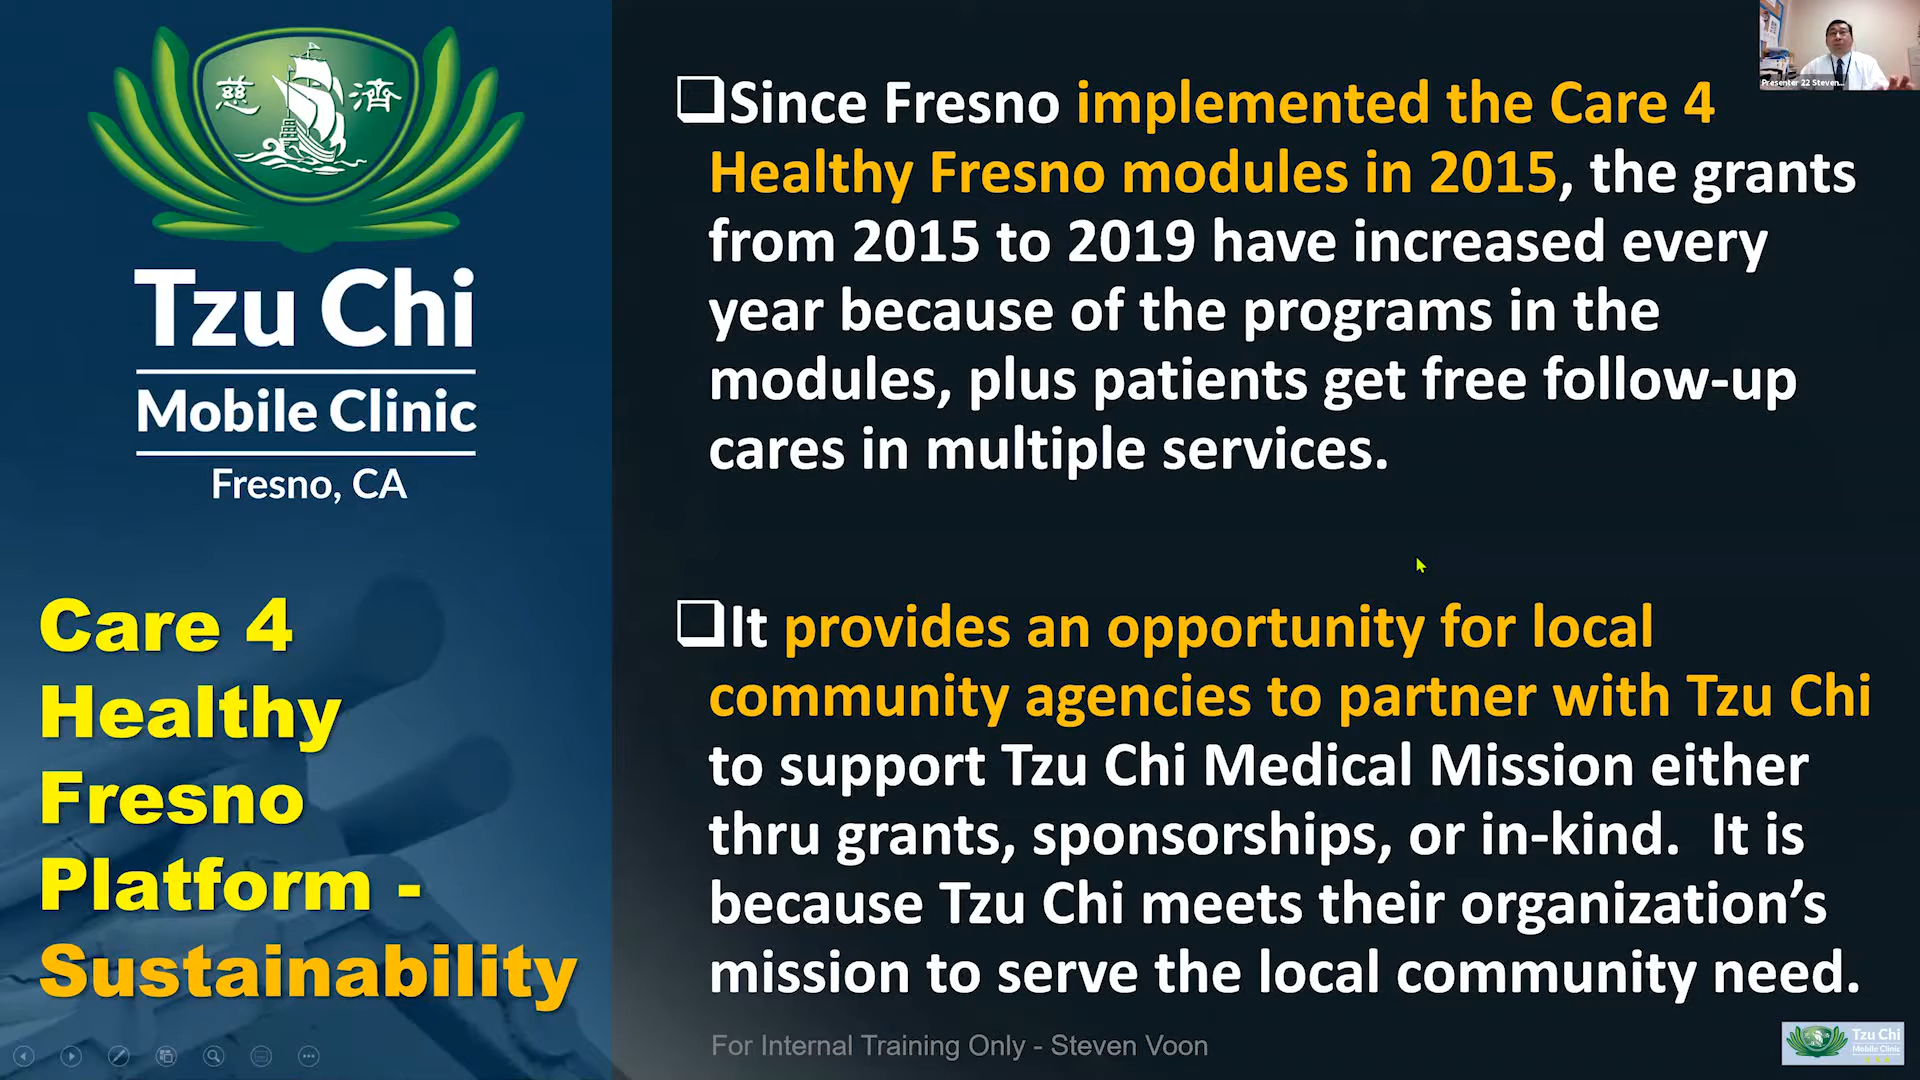 慈 濟
Tzu Chi
Mobile Clinic
Fresno, CA
Care 4
Healthy
Fresno
Platform -
Sustainability
Since Fresno implemented the Care 4
Healthy Fresno modules in 2015, the grants
from 2015 to 2019 have increased every
year because of the programs in the
modules, plus patients get free follow-up
cares in multiple services.
It provides an opportunity for local
community agencies to partner with Tzu Chi
to support Tzu Chi Medical Mission either
thru grants, sponsorships, or in-kind.  It is
because Tzu Chi meets their organization’s
mission to serve the local community need.
For Internal Training Only - Steven Voon
Presenter 22 Steven...
Tzu Chi
Mobile Clinic